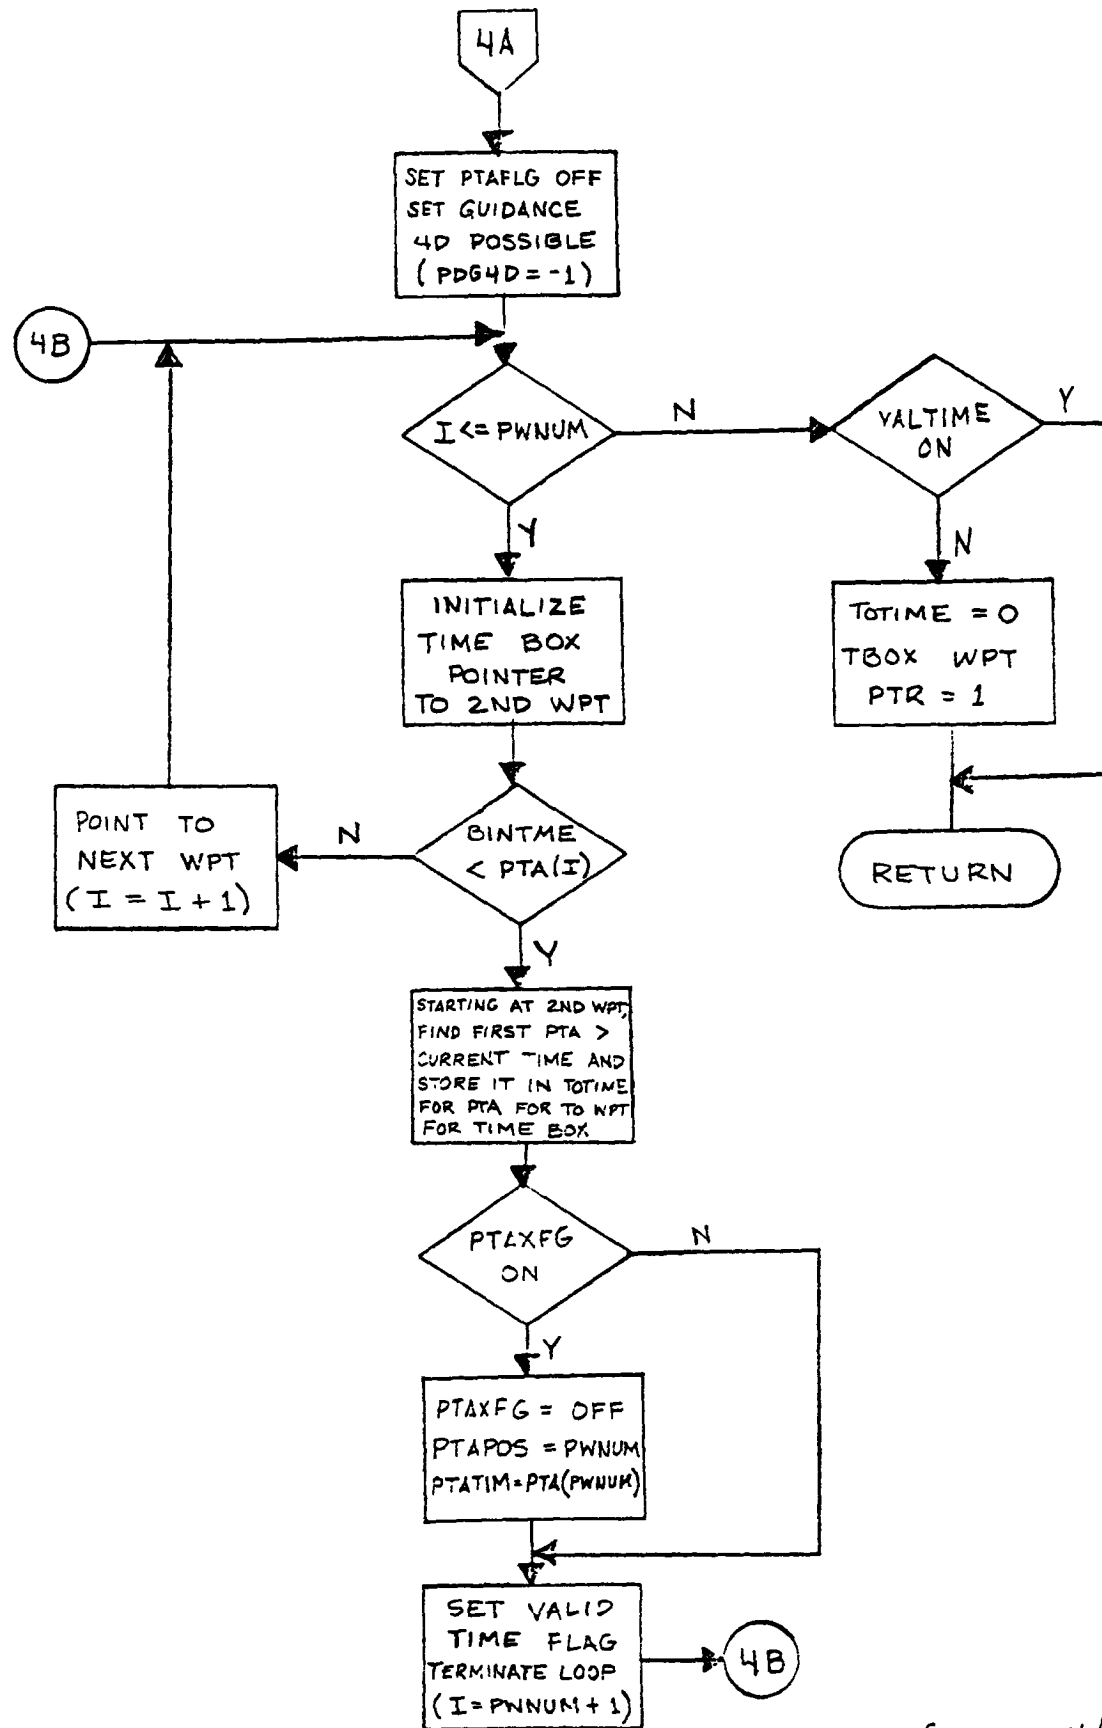 4A
SET PTAFLG OFF
SET GUIDANCE
4D POSSIBLE
(PDG4D = -1)
4B
I <= PWNUM
N
VALTIME
ON
Y
Y
N
INITIALIZE
TIME BOX
POINTER
TO 2ND WPT
TOTIME = 0
TBOX WPT
PTR = 1
POINT TO
NEXT WPT
(I = I + 1)
N
BINTME
< PTA(I)
RETURN
Y
STARTING AT 2ND WPT,
FIND FIRST PTA >
CURRENT TIME AND
STORE IT IN TOTIME
FOR PTA FOR TO WPT
FOR TIME BOX
PTAXFG
ON
N
Y
PTAXFG = OFF
PTAPOS = PWNUM
PTATIM = PTA(PWNUM)
SET VALID
TIME FLAG
TERMINATE LOOP
(I = PWNUM + 1)
4B